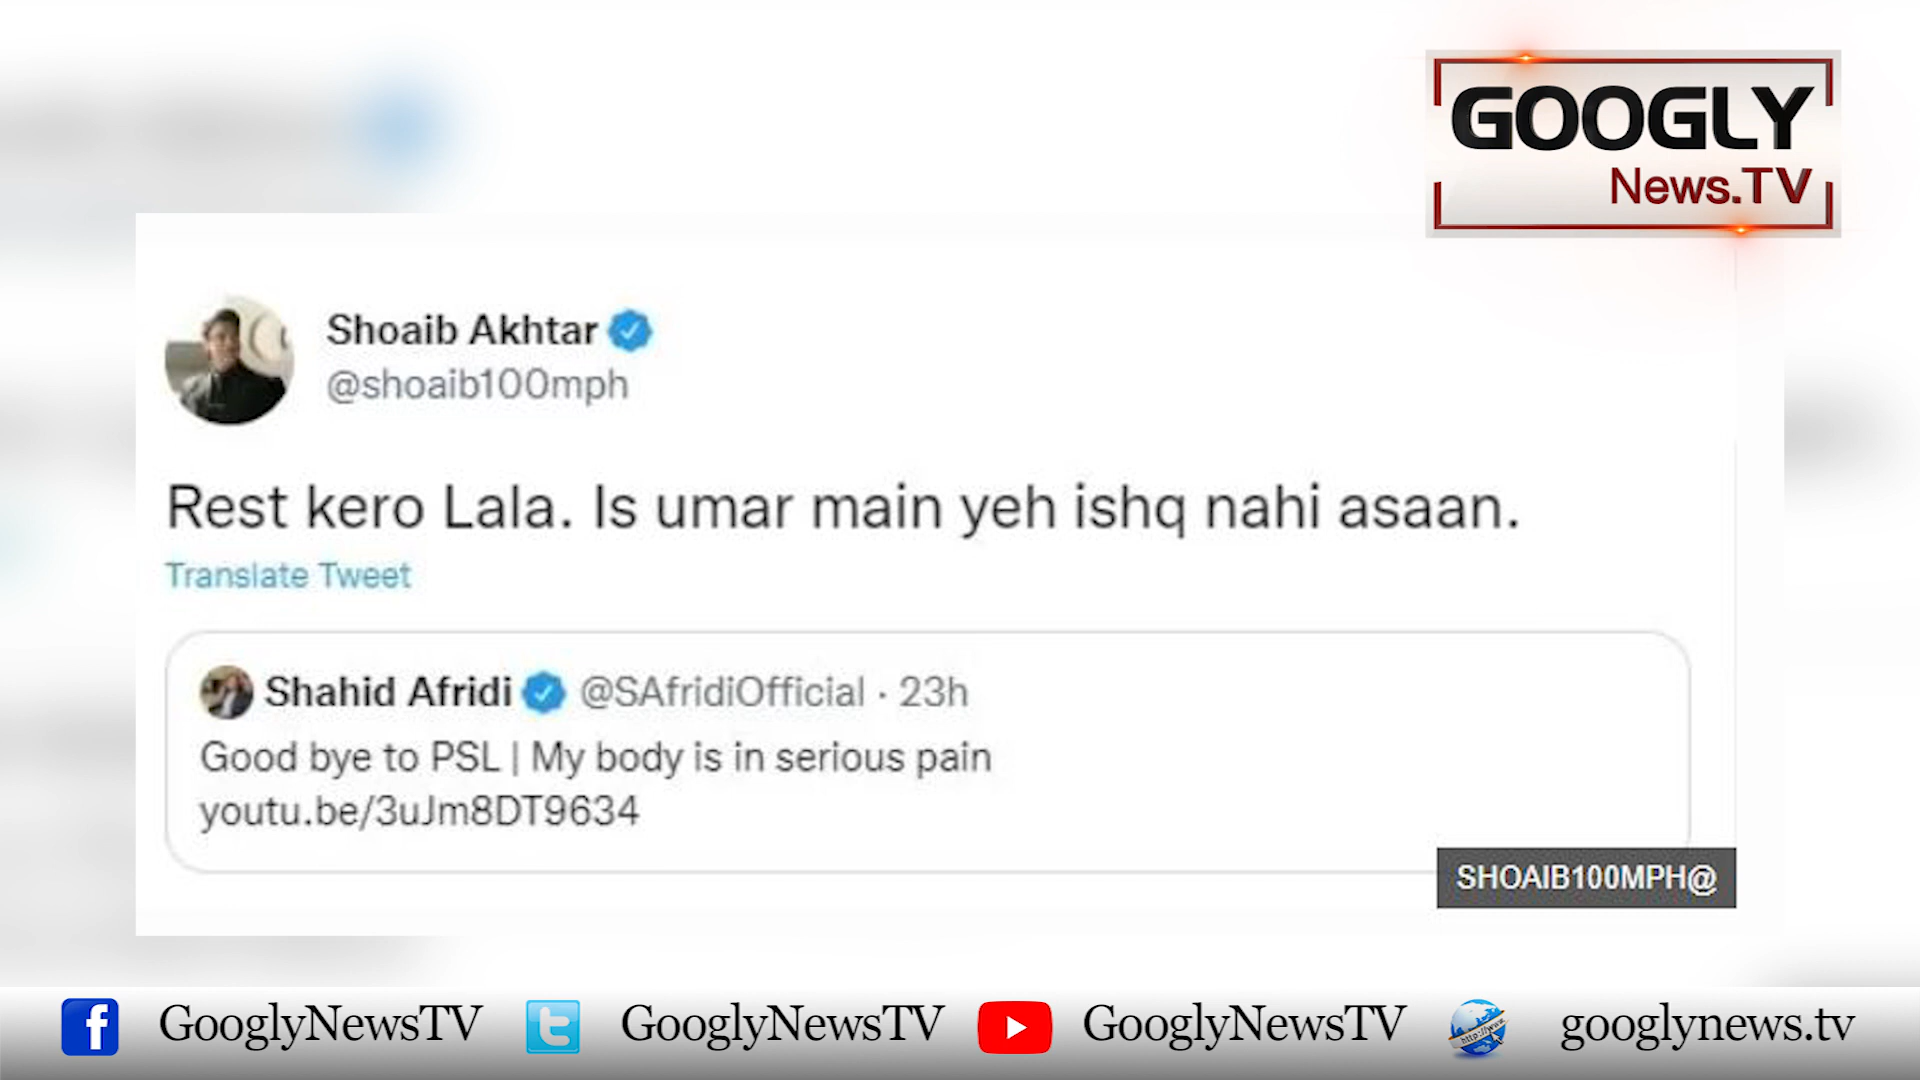 GOOGLY
News.TV
Shoaib Akhtar
@shoaib100mph
Rest kero Lala. Is umar main yeh ishq nahi asaan.
Translate Tweet
Shahid Afridi @SAfridiOfficial · 23h
Good bye to PSL | My body is in serious pain
youtu.be/3uJm8DT9634
SHOAIB100MPH@
GooglyNewsTV GooglyNewsTV GooglyNewsTV googlynews.tv